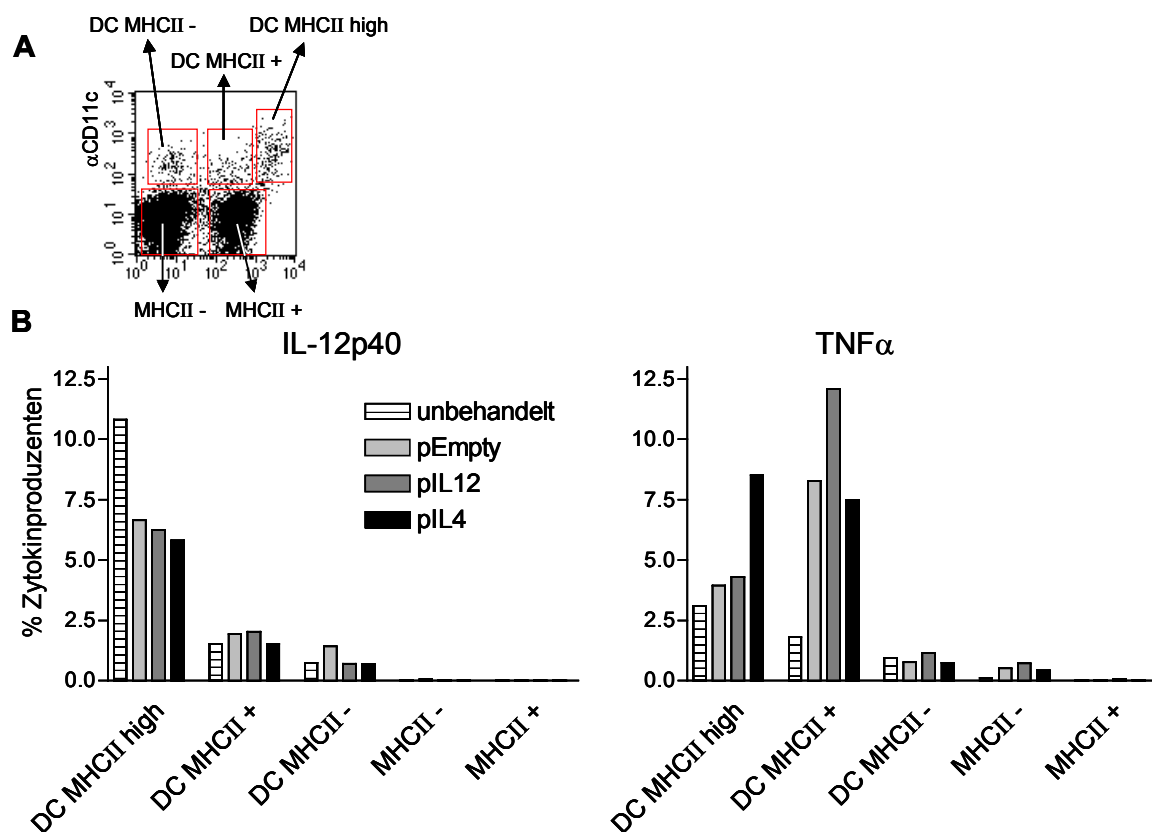 A
DC MHCII -
DC MHCII high
DC MHCII +
αCD11c
10^4
10^3
10^2
10^1
10^0
10^0 10^1 10^2 10^3 10^4
MHCII - MHCII +
B
IL-12p40
TNFα
% Zytokinproduzenten
12.5
10.0
7.5
5.0
2.5
0.0
unbehandelt
pEmpty
pIL12
pIL4
12.5
10.0
7.5
5.0
2.5
0.0
DC MHCII high
DC MHCII +
DC MHCII -
MHCII -
MHCII +
DC MHCII high
DC MHCII +
DC MHCII -
MHCII -
MHCII +